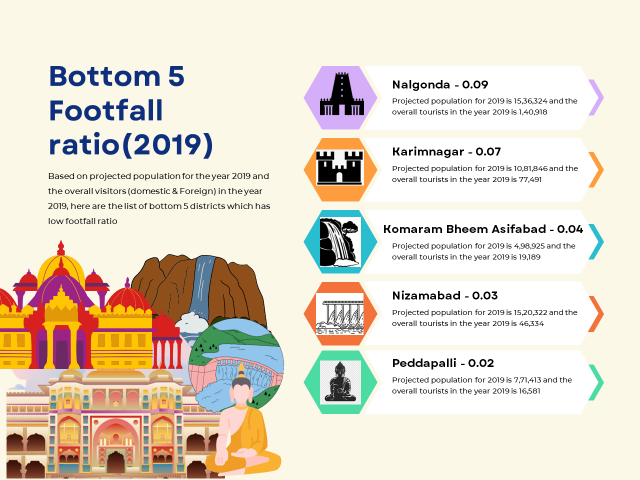 Bottom 5
Footfall
ratio(2019)
Based on projected population for the year 2019 and
the overall visitors (domestic & Foreign) in the year
2019, here are the list of bottom 5 districts which has
low footfall ratio
Nalgonda - 0.09
Projected population for 2019 is 15,36,324 and the
overall tourists in the year 2019 is 1,40,918
Karimnagar - 0.07
Projected population for 2019 is 10,81,846 and the
overall tourists in the year 2019 is 77,491
Komaram Bheem Asifabad - 0.04
Projected population for 2019 is 4,98,925 and the
overall tourists in the year 2019 is 19,189
Nizamabad - 0.03
Projected population for 2019 is 15,20,322 and the
overall tourists in the year 2019 is 46,334
Peddapalli - 0.02
Projected population for 2019 is 7,71,413 and the
overall tourists in the year 2019 is 16,581